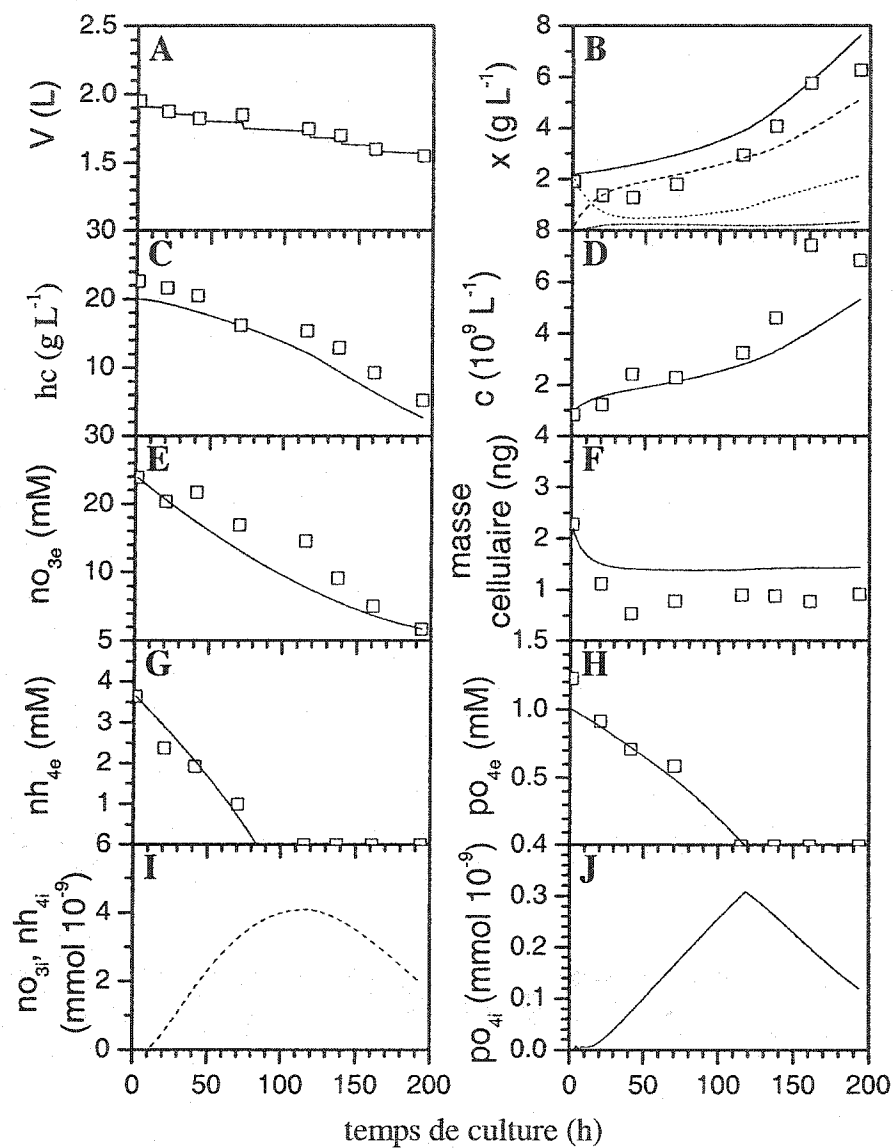 2.5
A
2.0
V (L)
1.5
30
8
B
6
x (g L-1)
4
2
8
C
20
hc (g L-1)
10
30
D
6
c (10^9 L-1)
4
2
4
E
20
no3e (mM)
10
5
F
3
masse
cellulaire (ng)
2
1
1.5
G
4
3
nh4e (mM)
2
1
6
H
1.0
po4e (mM)
0.5
0.4
I
4
no3i, nh4i
(mmol 10^-9)
2
0
J
0.3
po4i (mmol 10^-9)
0.2
0.1
0.0
0 50 100 150 200
0 50 100 150 200
temps de culture (h)